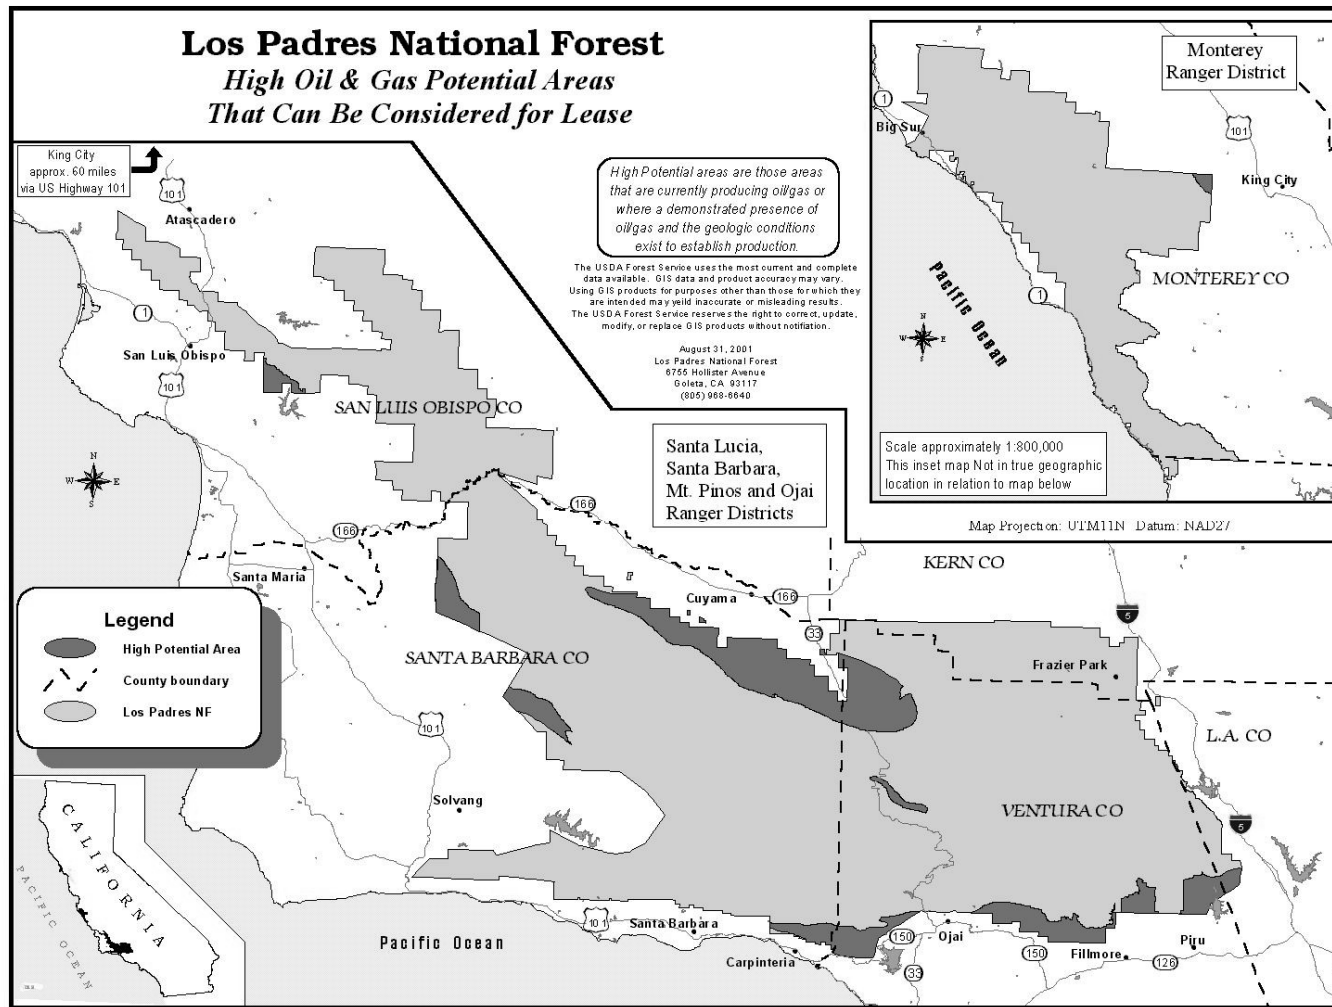 Los Padres National Forest
High Oil & Gas Potential Areas
That Can Be Considered for Lease
King City
approx. 60 miles
via US Highway 101
High Potential areas are those areas
that are currently producing oil/gas or
where a demonstrated presence of
oil/gas and the geologic conditions
exist to establish production.
The USDA Forest Service uses the most current and complete
data available. GIS data and product accuracy may vary.
Using GIS products for purposes other than those for which they
are intended may yeild inaccurate or misleading results.
The USDA Forest Service reserves the right to correct, update,
modify, or replace GIS products without notifiation.
August 31, 2001
Los Padres National Forest
6755 Hollister Avenue
Goleta, CA 93117
(805) 968-6640
Monterey
Ranger District
1
Big Sur
101
King City
MONTEREY CO
Pacific Ocean
1
N
W E
S
Scale approximately 1:800,000
This inset map Not in true geographic
location in relation to map below
Map Projection: UTM11N Datum: NAD27
101
Atascadero
1
San Luis Obispo
101
SAN LUIS OBISPO CO
N
W E
S
Santa Lucia,
Santa Barbara,
Mt. Pinos and Ojai
Ranger Districts
166
166
Santa Maria
Cuyama
166
33
KERN CO
5
Frazier Park
SANTA BARBARA CO
L.A. CO
101
Solvang
VENTURA CO
5
101
Santa Barbara
Carpinteria
150
Ojai
33
150
Fillmore
126
Piru
Pacific Ocean
Legend
High Potential Area
County boundary
Los Padres NF
CALIFORNIA
PACIFIC OCEAN